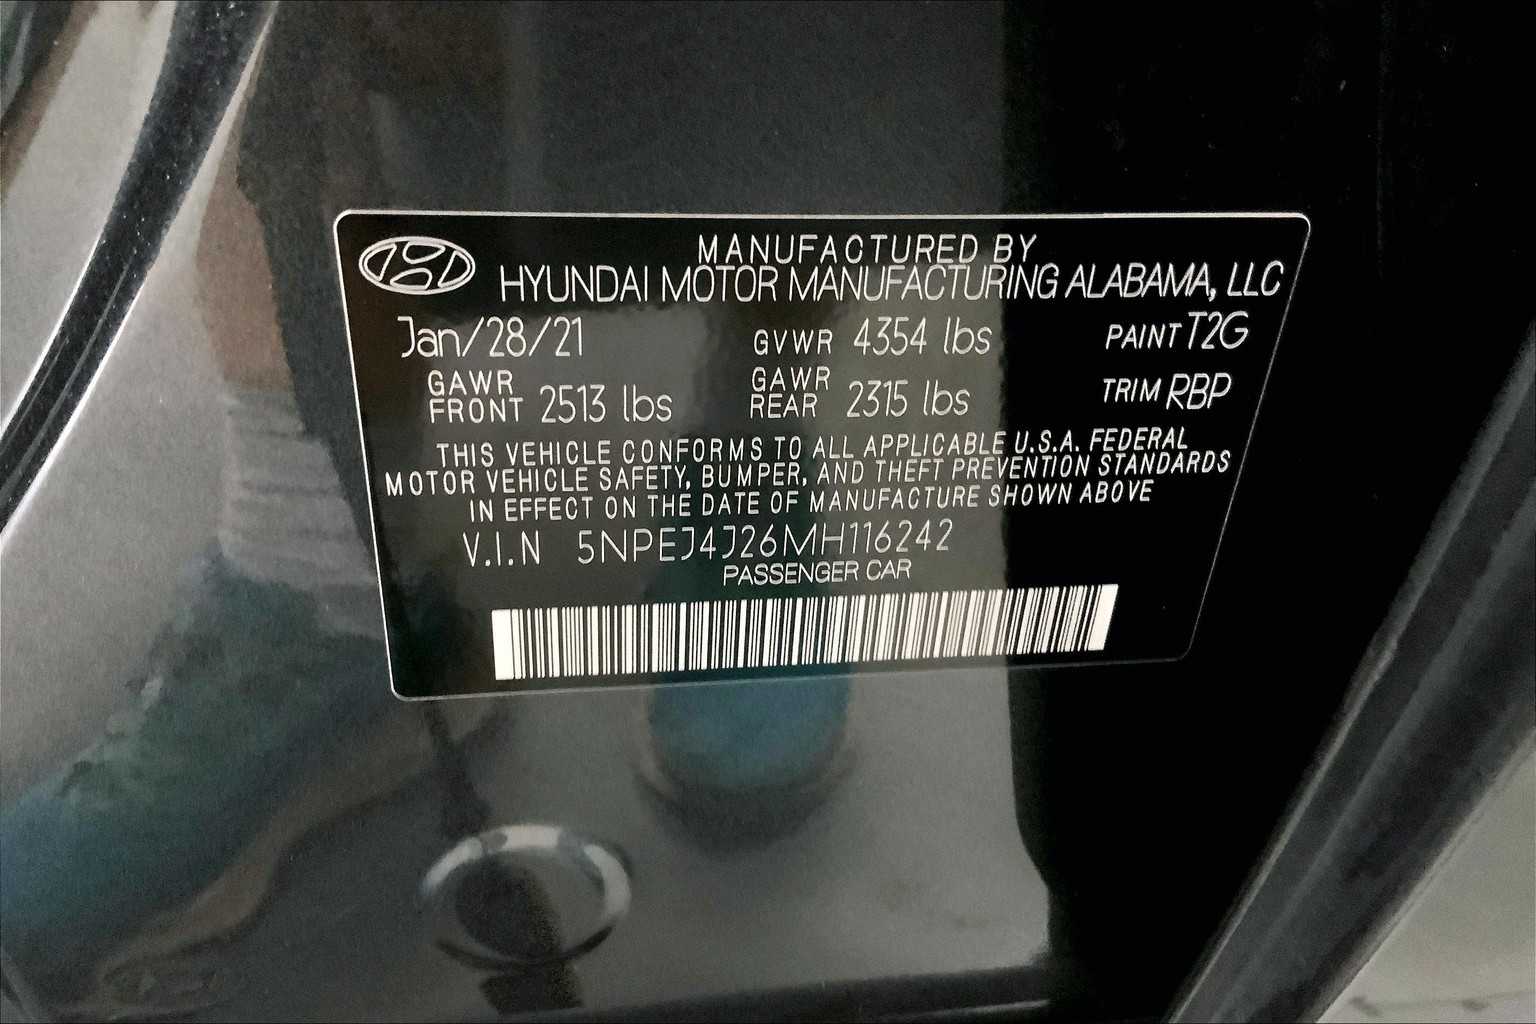 MANUFACTURED BY
HYUNDAI MOTOR MANUFACTURING ALABAMA, LLC
Jan/28/21 GVWR 4354 lbs PAINT T2G
GAWR FRONT 2513 lbs GAWR REAR 2315 lbs TRIM RBP
THIS VEHICLE CONFORMS TO ALL APPLICABLE U.S.A. FEDERAL
MOTOR VEHICLE SAFETY, BUMPER, AND THEFT PREVENTION STANDARDS
IN EFFECT ON THE DATE OF MANUFACTURE SHOWN ABOVE
V.I.N 5NPEJ4J26MH116242
PASSENGER CAR